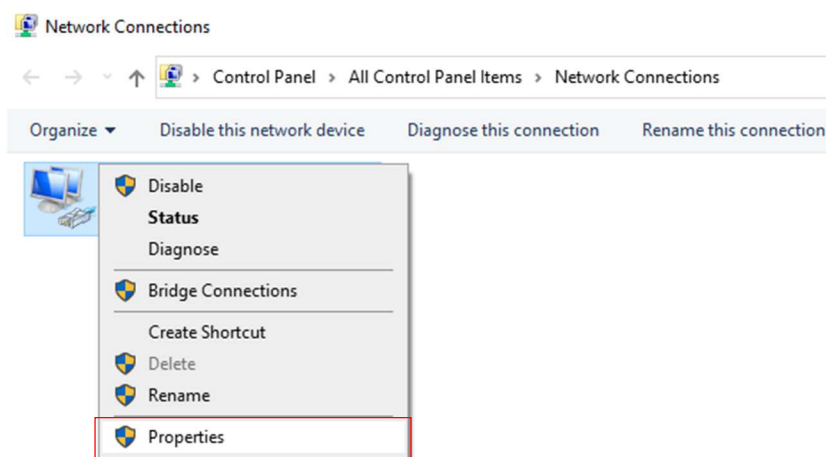 Network Connections
Control Panel > All Control Panel Items > Network Connections
Organize Disable this network device Diagnose this connection Rename this connection
Disable
Status
Diagnose
Bridge Connections
Create Shortcut
Delete
Rename
Properties